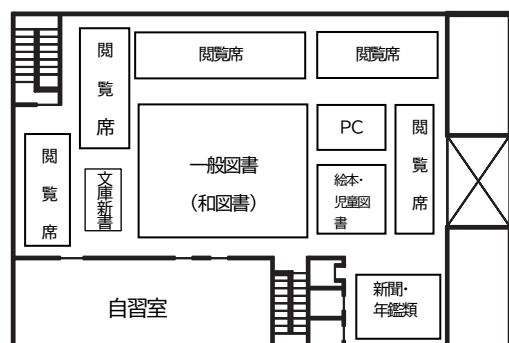 閲覧席
閲覧席
閲覧席
閲覧席
文庫新書
一般図書
（和図書）
PC
絵本・
児童図
書
閲覧席
自習室
新聞・
年鑑類